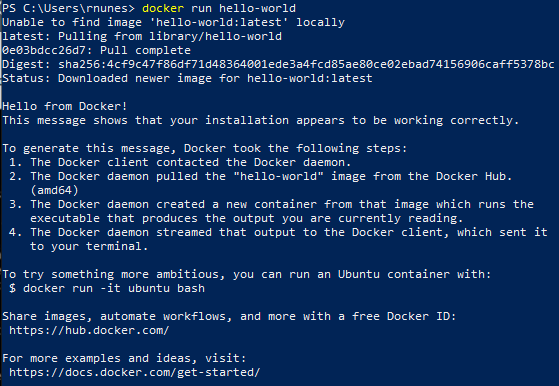 PS C:\Users\rnunes> docker run hello-world
Unable to find image 'hello-world:latest' locally
latest: Pulling from library/hello-world
0e03bdcc26d7: Pull complete
Digest: sha256:4cf9c47f86df71d48364001ede3a4fcd85ae80ce02ebad74156906caff5378bc
Status: Downloaded newer image for hello-world:latest

Hello from Docker!
This message shows that your installation appears to be working correctly.

To generate this message, Docker took the following steps:
 1. The Docker client contacted the Docker daemon.
 2. The Docker daemon pulled the "hello-world" image from the Docker Hub.
    (amd64)
 3. The Docker daemon created a new container from that image which runs the
    executable that produces the output you are currently reading.
 4. The Docker daemon streamed that output to the Docker client, which sent it
    to your terminal.

To try something more ambitious, you can run an Ubuntu container with:
 $ docker run -it ubuntu bash

Share images, automate workflows, and more with a free Docker ID:
 https://hub.docker.com/

For more examples and ideas, visit:
 https://docs.docker.com/get-started/